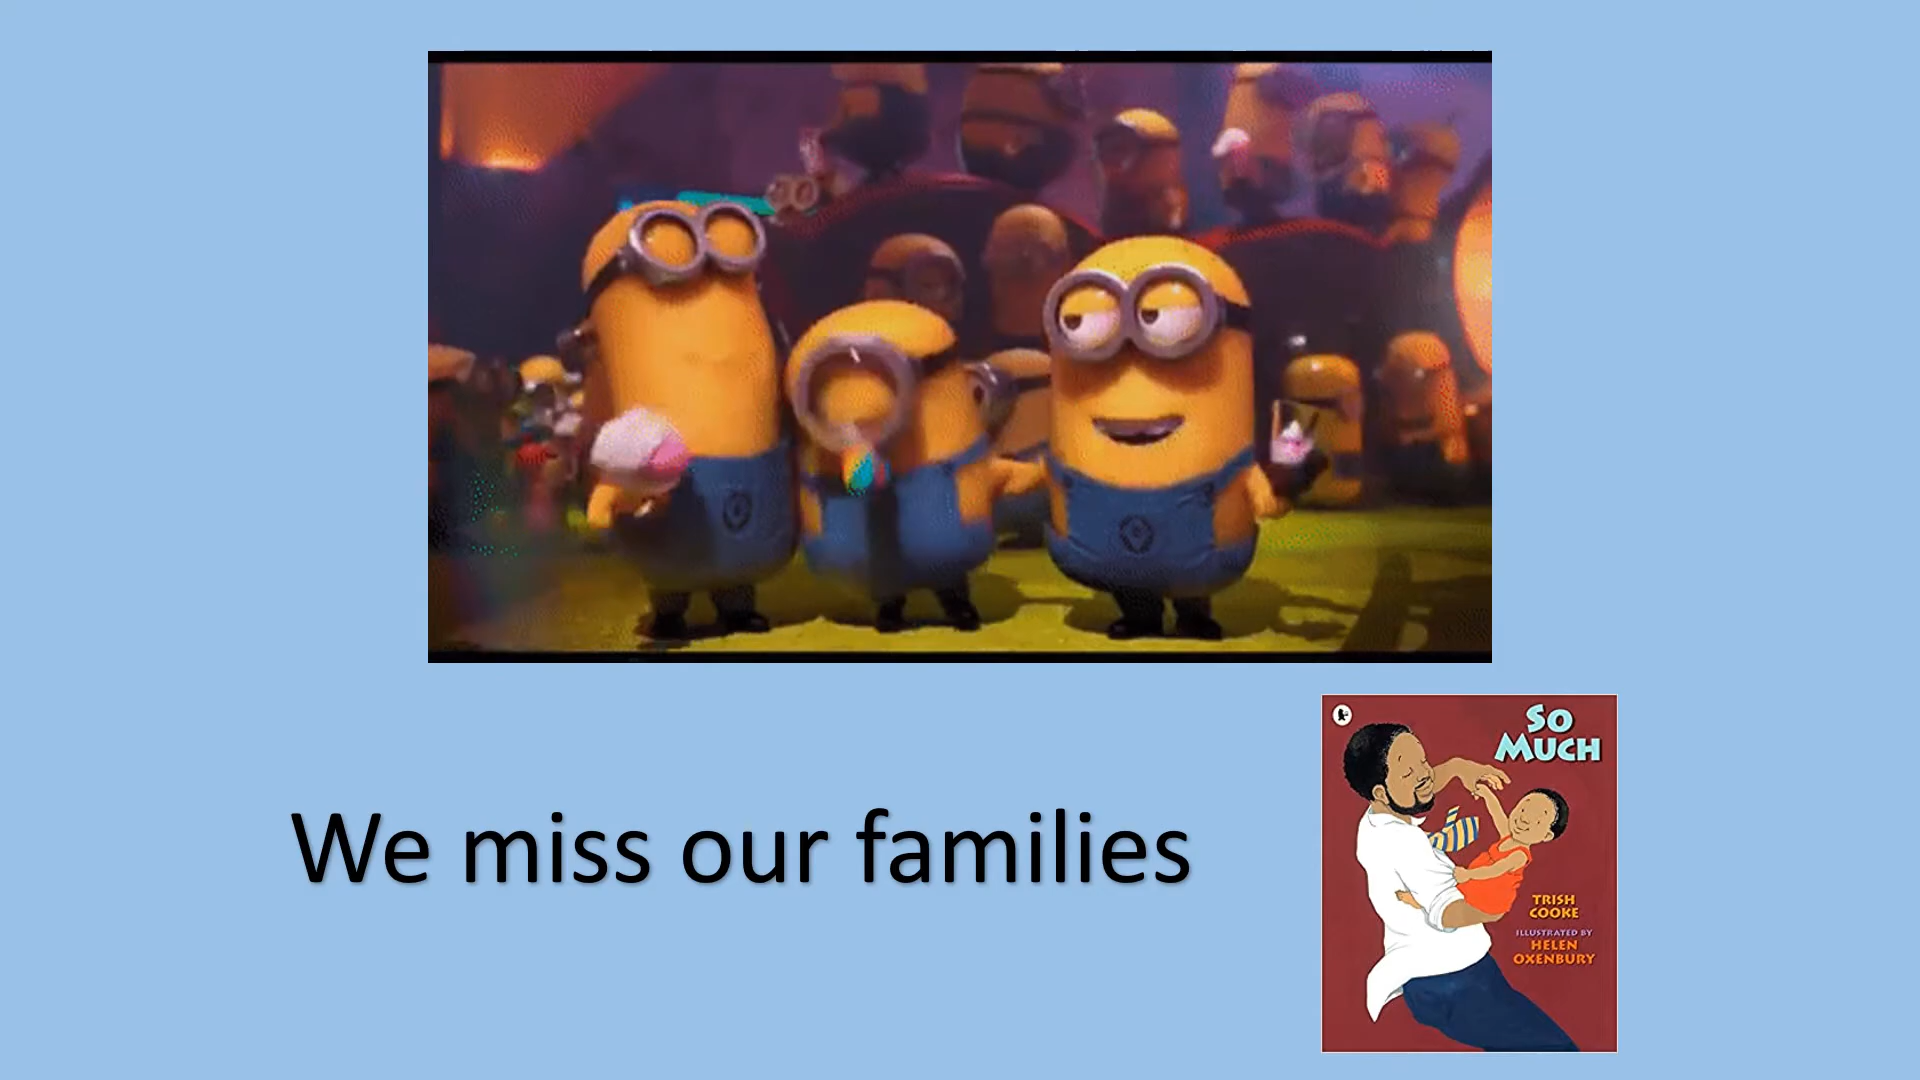 We miss our families
SO
MUCH
TRISH
COOKE
ILLUSTRATED BY
HELEN
OXENBURY